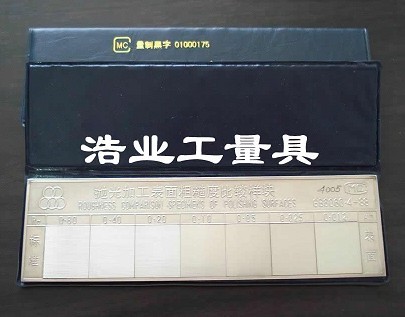 MC 量制黑字 01000175
浩业工量具
抛光加工表面粗糙度比较样块 4005 MC
ROUGHNESS COMPARISON SPECIMENS OF POLISHING SURFACES
0.80 0.40 0.20 0.10 0.05 0.025 0.012